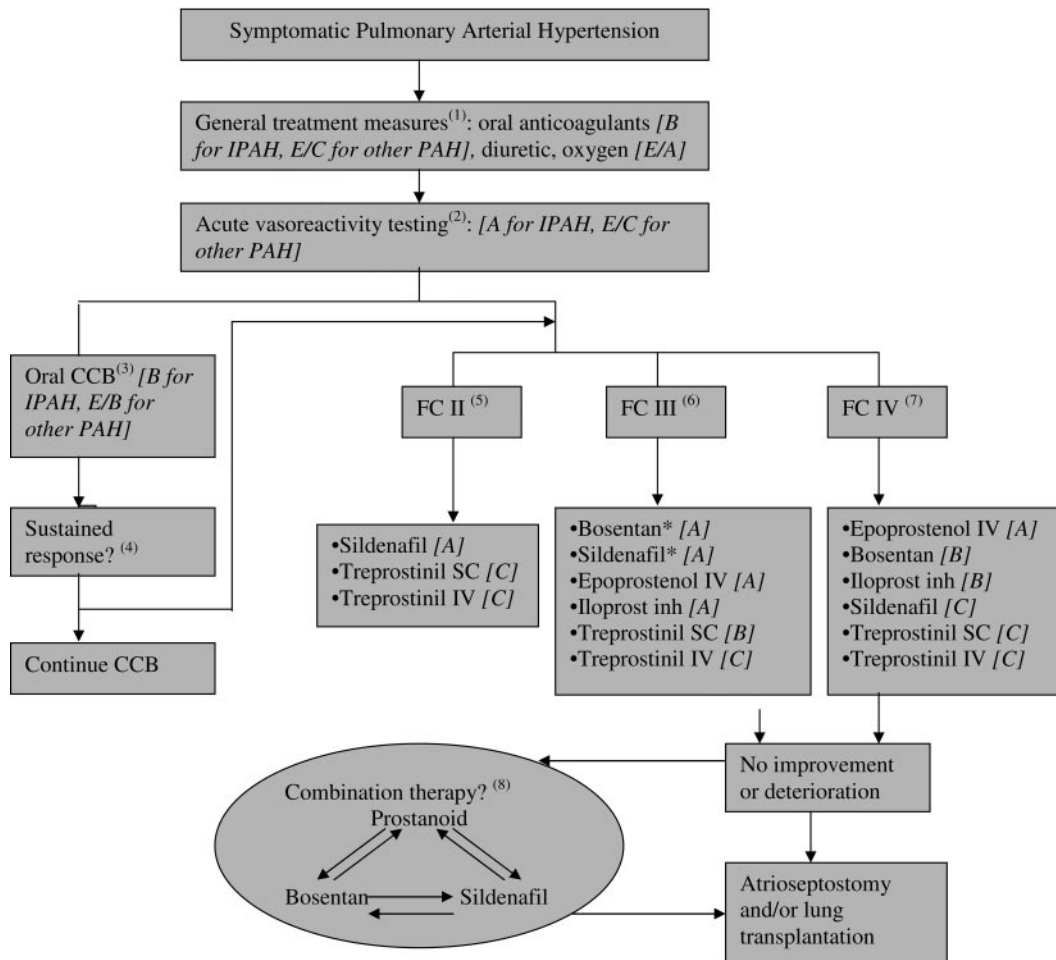 Symptomatic Pulmonary Arterial Hypertension
General treatment measures(1): oral anticoagulants [B
for IPAH, E/C for other PAH], diuretic, oxygen [E/A]
Acute vasoreactivity testing(2): [A for IPAH, E/C for
other PAH]
Oral CCB(3) [B for
IPAH, E/B for
other PAH]
Sustained
response? (4)
Continue CCB
FC II (5)
•Sildenafil [A]
•Treprostinil SC [C]
•Treprostinil IV [C]
FC III (6)
•Bosentan* [A]
•Sildenafil* [A]
•Epoprostenol IV [A]
•Iloprost inh [A]
•Treprostinil SC [B]
•Treprostinil IV [C]
FC IV (7)
•Epoprostenol IV [A]
•Bosentan [B]
•Iloprost inh [B]
•Sildenafil [C]
•Treprostinil SC [C]
•Treprostinil IV [C]
No improvement
or deterioration
Combination therapy? (8)
Prostanoid
Bosentan
Sildenafil
Atrioseptostomy
and/or lung
transplantation